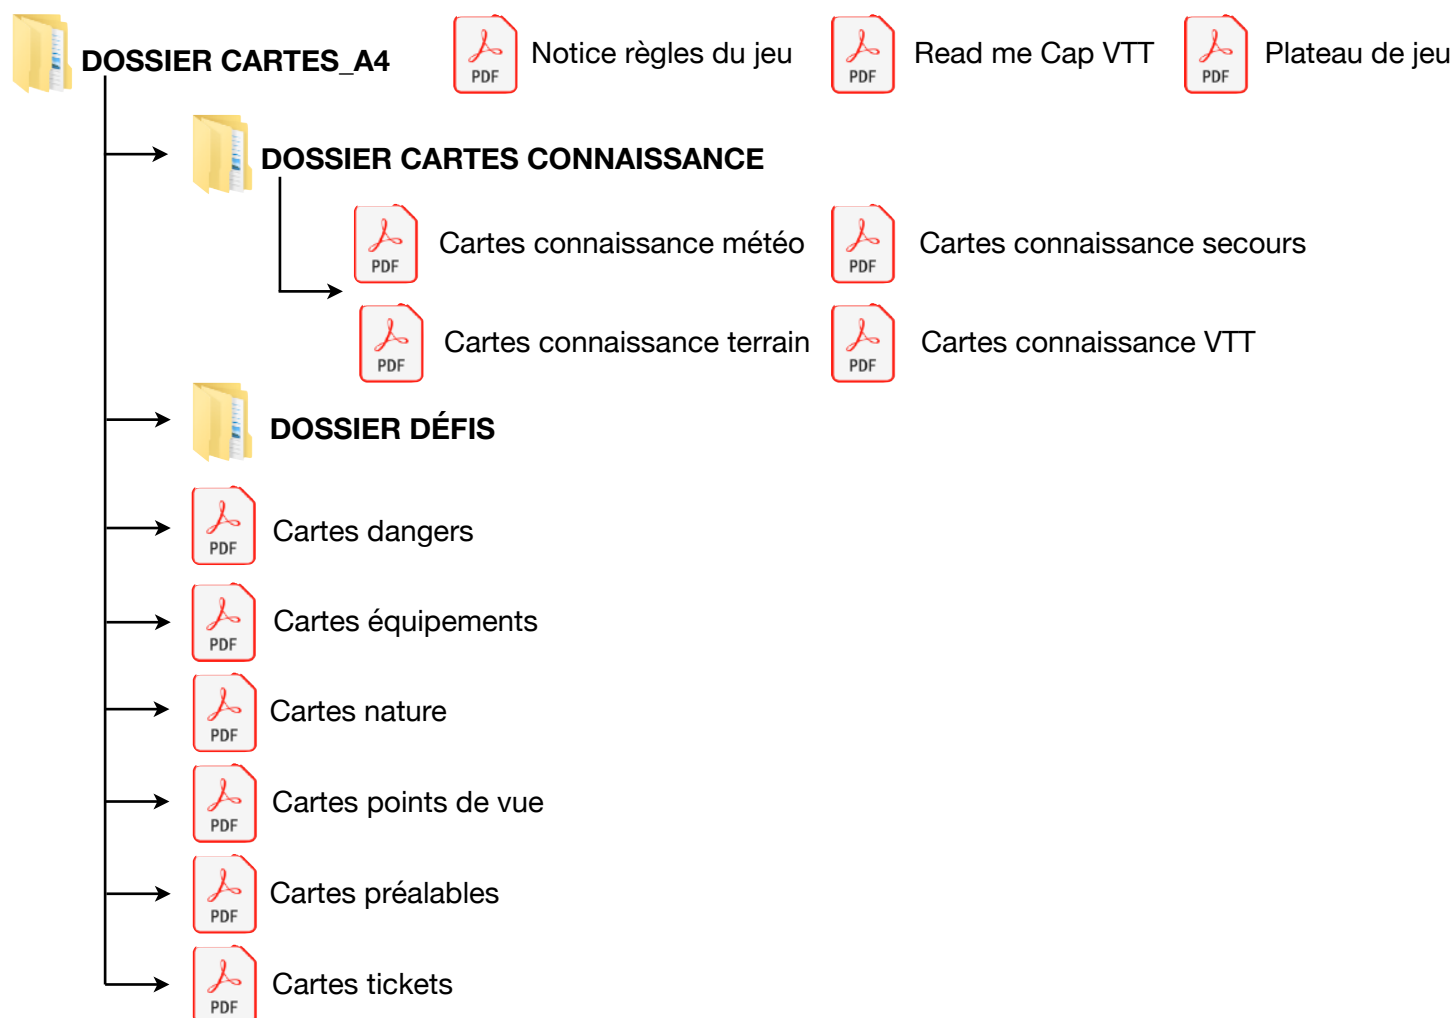 DOSSIER CARTES_A4
PDF
Notice règles du jeu
PDF
Read me Cap VTT
PDF
Plateau de jeu
DOSSIER CARTES CONNAISSANCE
PDF
Cartes connaissance météo
PDF
Cartes connaissance secours
PDF
Cartes connaissance terrain
PDF
Cartes connaissance VTT
DOSSIER DÉFIS
PDF
Cartes dangers
PDF
Cartes équipements
PDF
Cartes nature
PDF
Cartes points de vue
PDF
Cartes préalables
PDF
Cartes tickets